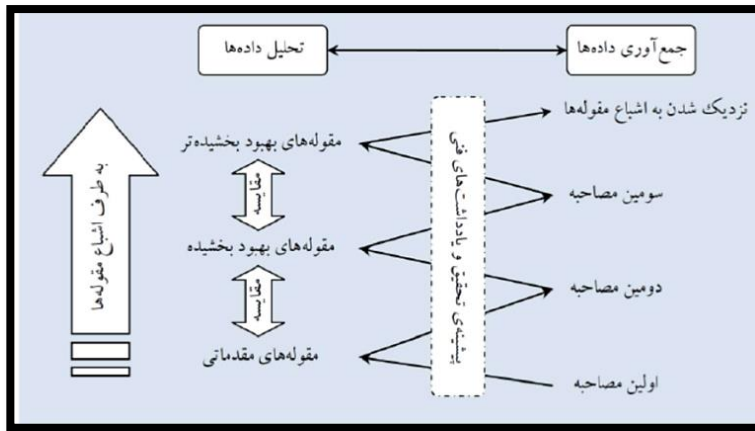 جمع‌آوری داده‌ها
تحلیل داده‌ها
نزدیک شدن به اشباع مقوله‌ها
مقوله‌های بهبود بخشیده‌تر
مقایسه
سومین مصاحبه
مقوله‌های بهبود بخشیده
مقایسه
دومین مصاحبه
مقوله‌های مقدماتی
اولین مصاحبه
پیشینه‌ی تحقیق و یادداشت‌های فنی
به طرف اشباع مقوله‌ها